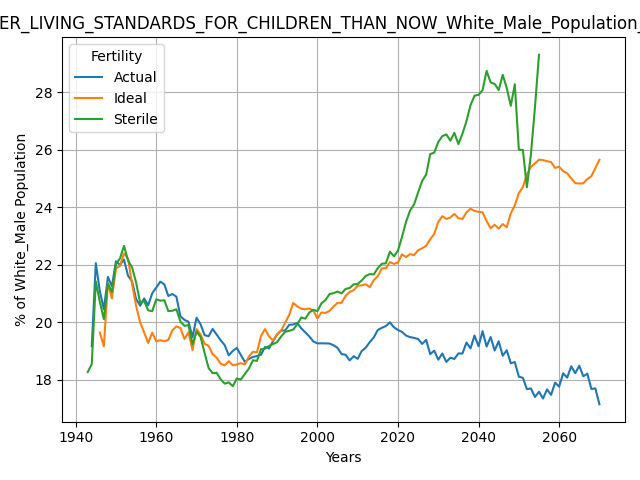 ER_LIVING_STANDARDS_FOR_CHILDREN_THAN_NOW_White_Male_Population_
Fertility
Actual
Ideal
Sterile
% of White_Male Population
28
26
24
22
20
18
1940
1960
1980
2000
2020
2040
2060
Years